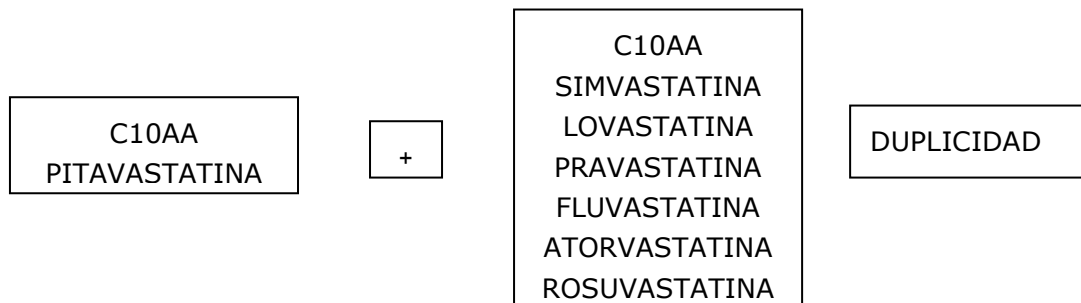 C10AA
PITAVASTATINA
+
C10AA
SIMVASTATINA
LOVASTATINA
PRAVASTATINA
FLUVASTATINA
ATORVASTATINA
ROSUVASTATINA
DUPLICIDAD